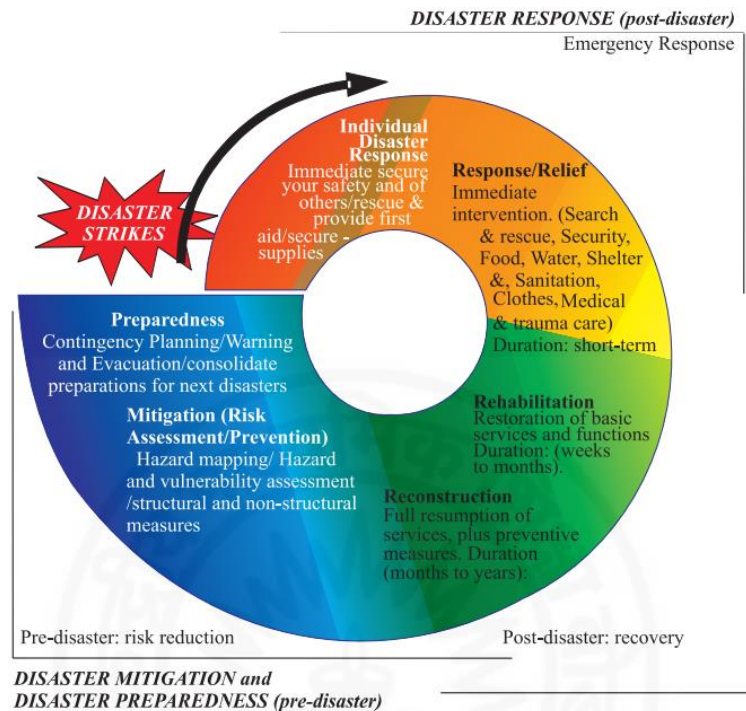 DISASTER RESPONSE (post-disaster)
Emergency Response
DISASTER
STRIKES
Individual
Disaster
Response
Immediate secure
your safety and of
others/rescue &
provide first
aid/secure -
supplies
Response/Relief
Immediate
intervention. (Search
& rescue, Security,
Food, Water, Shelter
&, Sanitation,
Clothes, Medical
& trauma care)
Duration: short-term
Rehabilitation
Restoration of basic
services and functions
Duration: (weeks
to months).
Reconstruction
Full resumption of
services, plus preventive
measures. Duration
(months to years):
Preparedness
Contingency Planning/Warning
and Evacuation/consolidate
preparations for next disasters
Mitigation (Risk
Assessment/Prevention)
Hazard mapping/ Hazard
and vulnerability assessment
/structural and non-structural
measures
Pre-disaster: risk reduction
Post-disaster: recovery
DISASTER MITIGATION and
DISASTER PREPAREDNESS (pre-disaster)